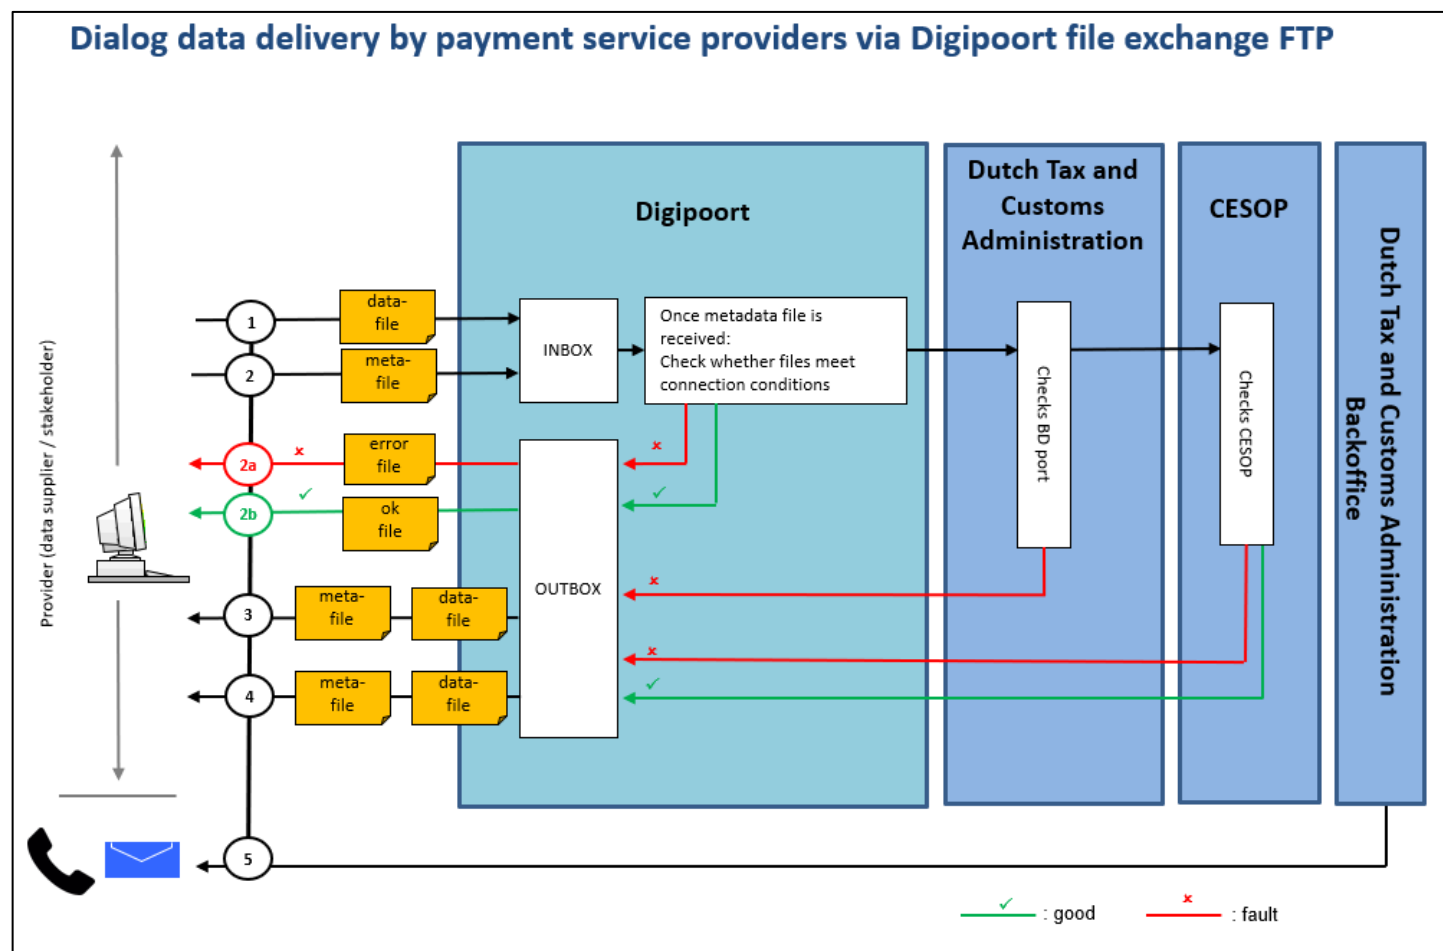 Dialog data delivery by payment service providers via Digipoort file exchange FTP
Provider (data supplier / stakeholder)
Digipoort
Dutch Tax and
Customs
Administration
CESOP
Dutch Tax and Customs Administration
Backoffice
1
data-
file
2
meta-
file
INBOX
Once metadata file is
received:
Check whether files meet
connection conditions
Checks BD port
Checks CESOP
2a
error
file
2b
ok
file
OUTBOX
3
meta-
file
data-
file
4
meta-
file
data-
file
5
: good
: fault